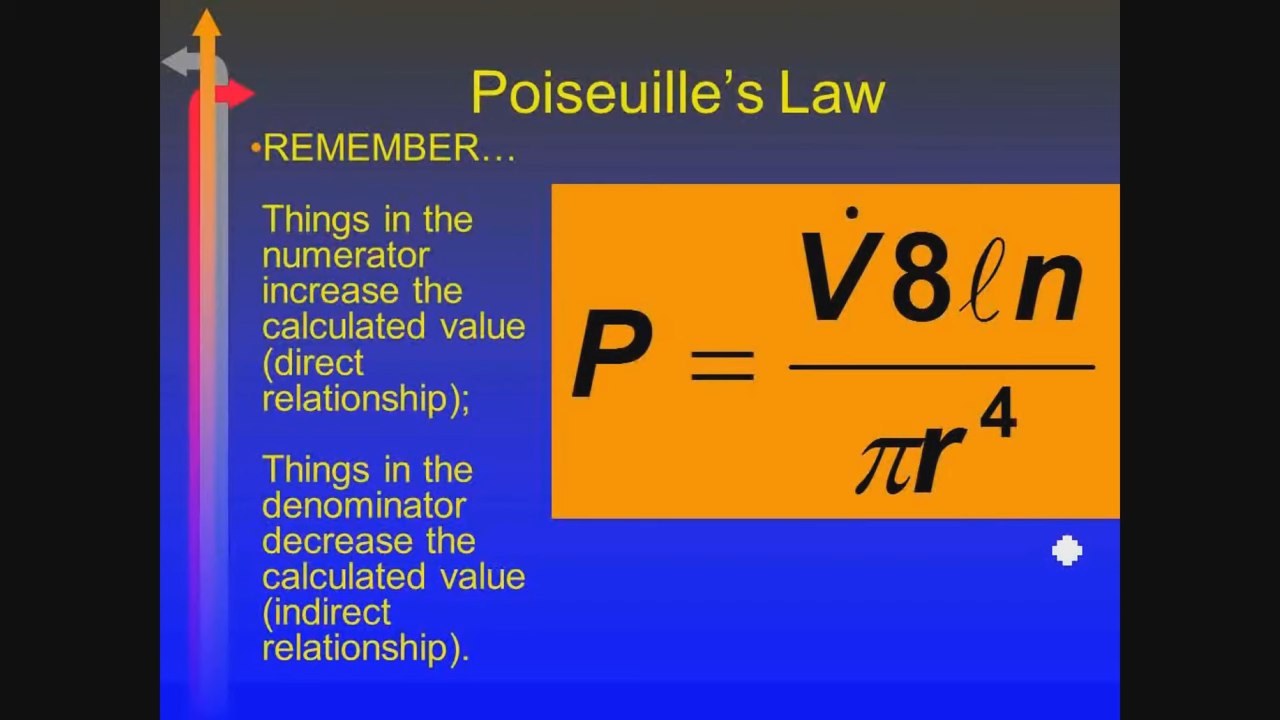 Poiseuille's Law
•REMEMBER…
Things in the
numerator
increase the
calculated value
(direct
relationship);
Things in the
denominator
decrease the
calculated value
(indirect
relationship).
P = V̇8ℓn / πr⁴